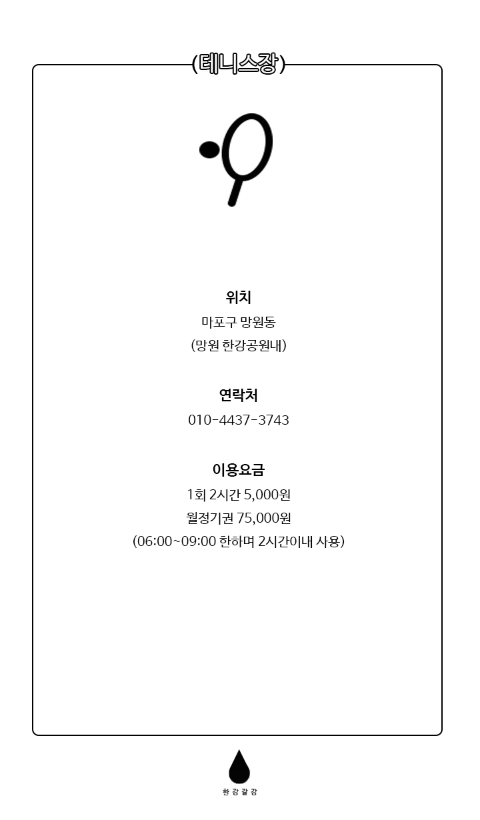 (테니스장)
위치
마포구 망원동
(망원 한강공원내)
연락처
010-4437-3743
이용요금
1회 2시간 5,000원
월정기권 75,000원
(06:00~09:00 한하며 2시간이내 사용)
한강갈강